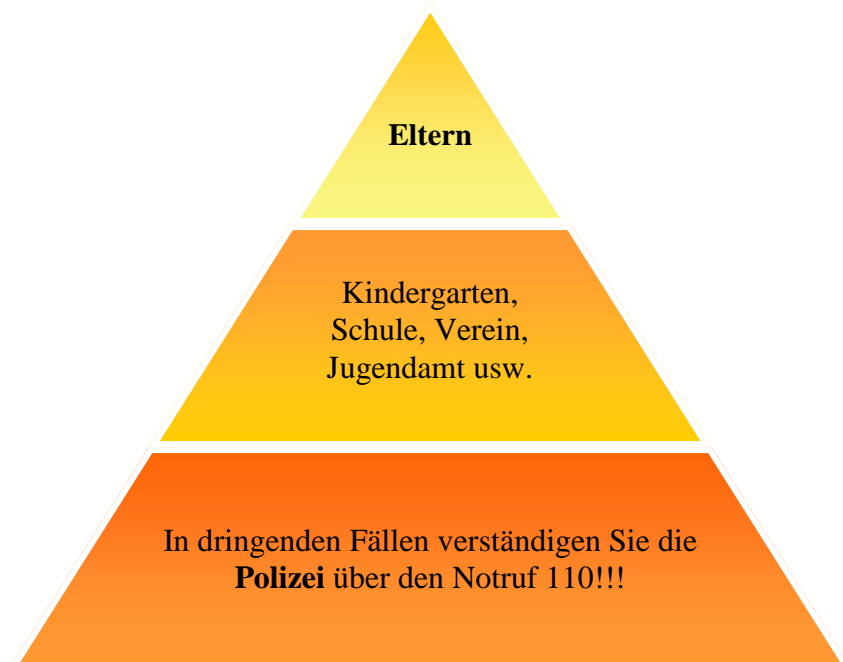 Eltern
Kindergarten,
Schule, Verein,
Jugendamt usw.
In dringenden Fällen verständigen Sie die
Polizei über den Notruf 110!!!